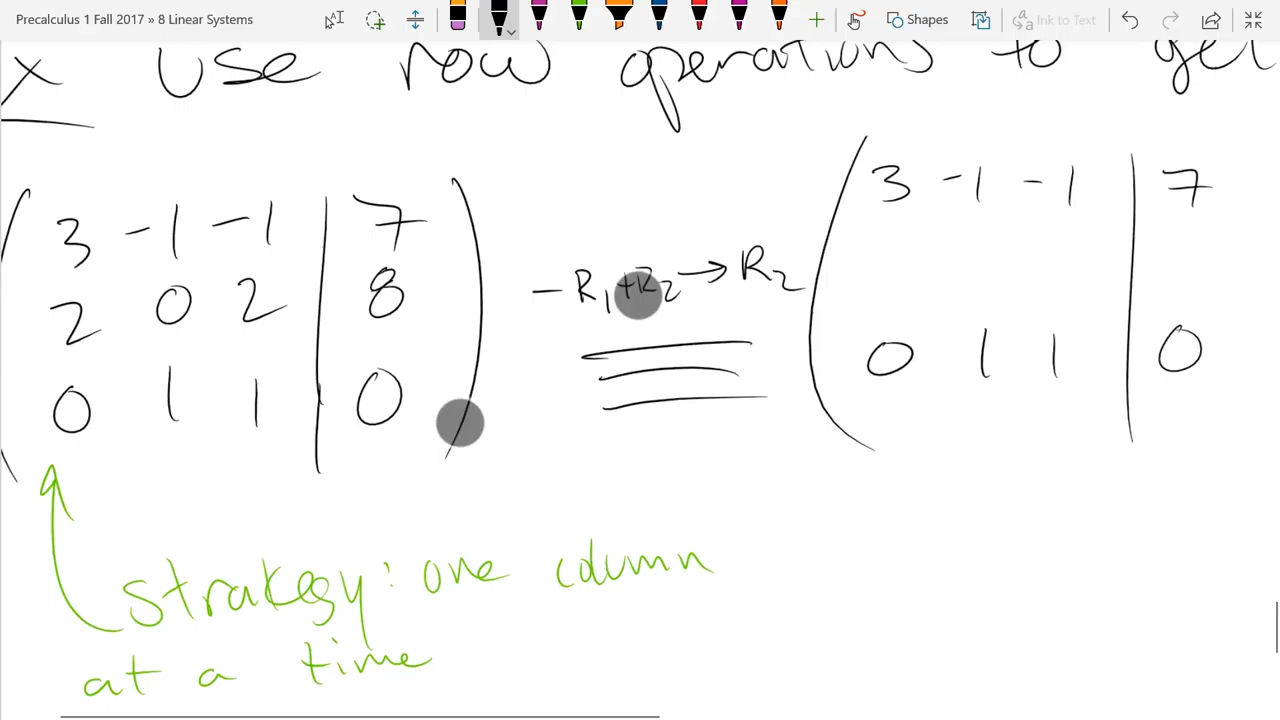 Precalculus 1 Fall 2017 » 8 Linear Systems
Shapes
Ink to Text
x Use row operations to get
3 -1 -1 | 7
2 0 2 | 8
0 1 1 | 0
-R1+R2 → R2
3 -1 -1 | 7
0 1 1 | 0
strategy: one column
at a time